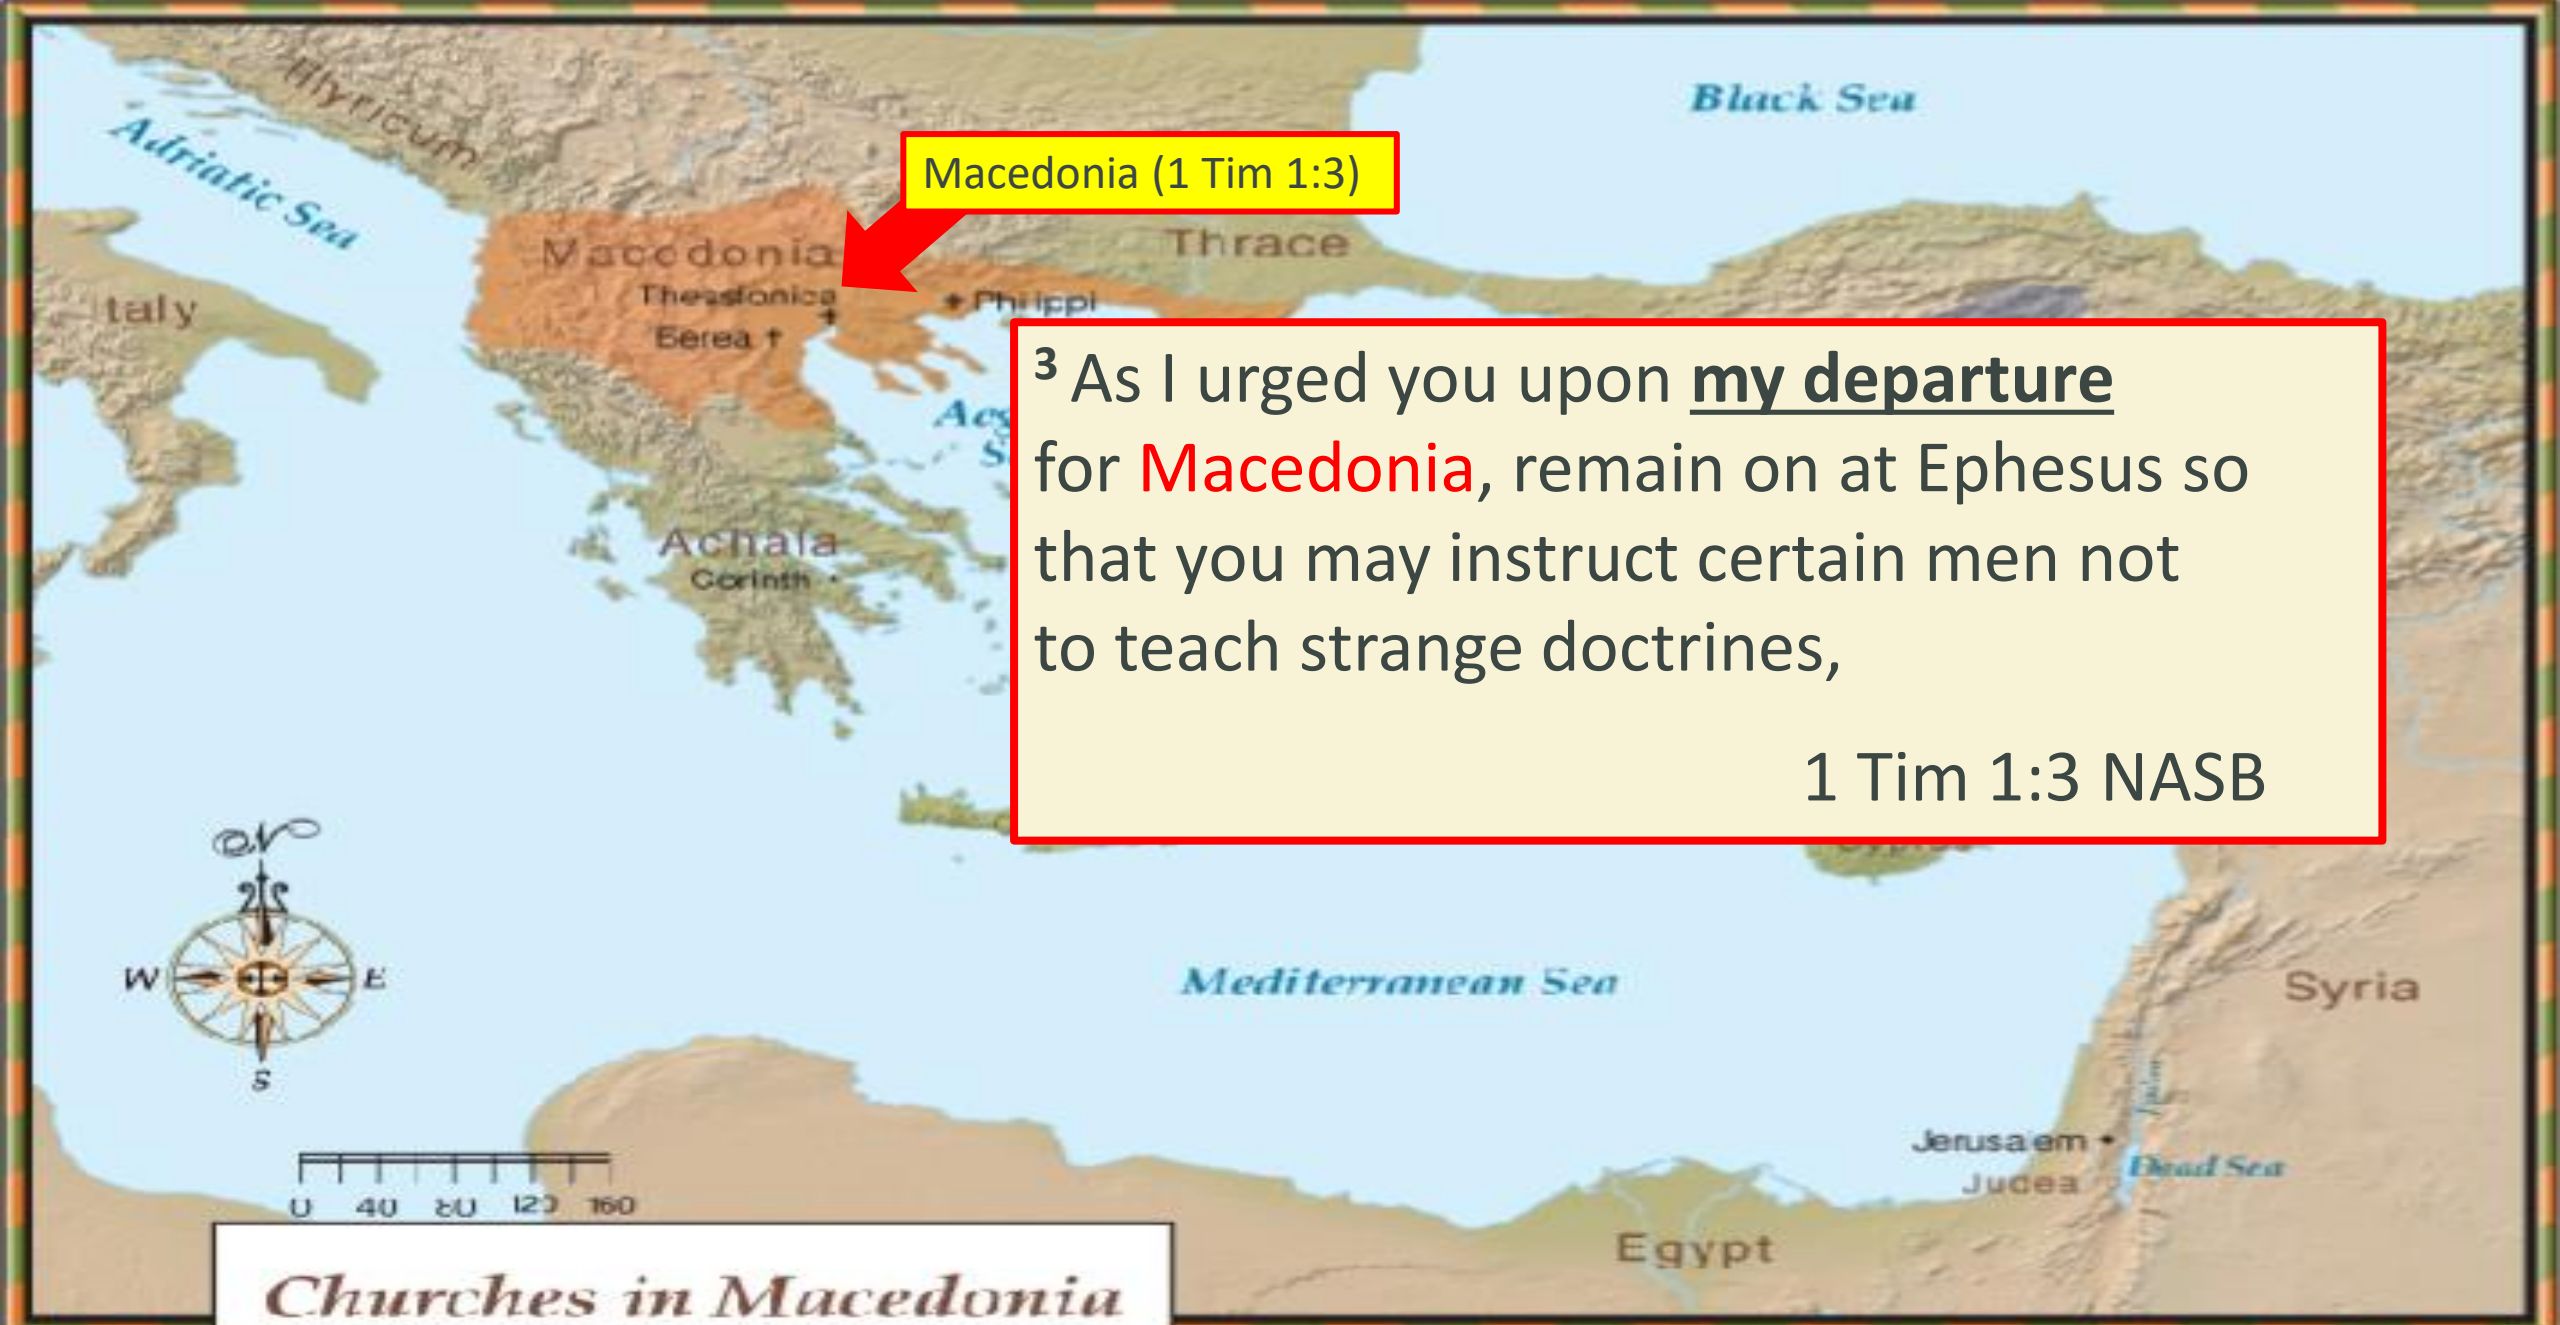 Black Sea
Illyricum
Adriatic Sea
Macedonia (1 Tim 1:3)
Macedonia
Thrace
Italy
Philippi
Berea
3 As I urged you upon my departure
for Macedonia, remain on at Ephesus so
that you may instruct certain men not
to teach strange doctrines,
1 Tim 1:3 NASB
Achaia
Corinth
N
W
E
S
Mediterranean Sea
Syria
Jerusalem
Judea
Dead Sea
0 40 80 120 160
Egypt
Churches in Macedonia